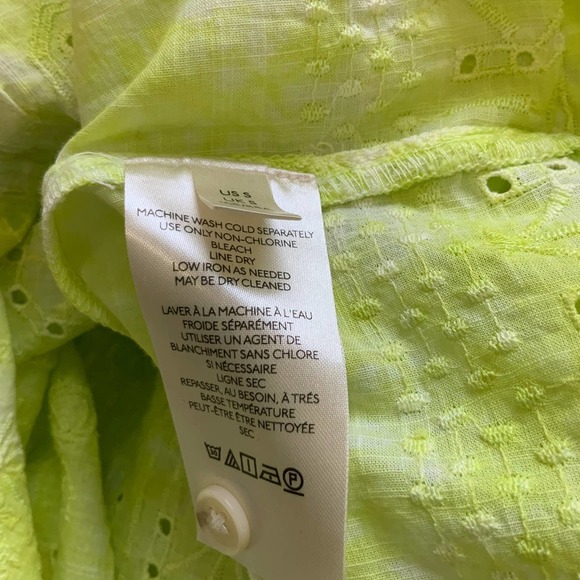 US S
UK S
MACHINE WASH COLD SEPARATELY
USE ONLY NON-CHLORINE
BLEACH
LINE DRY
LOW IRON AS NEEDED
MAY BE DRY CLEANED
LAVER À LA MACHINE À L'EAU
FROIDE SÉPARÉMENT
UTILISER UN AGENT DE
BLANCHIMENT SANS CHLORE
SI NÉCESSAIRE
LIGNE SEC
REPASSER, AU BESOIN, À TRÉS
BASSE TEMPÉRATURE
PEUT-ÊTRE ÊTRE NETTOYÉE
SEC
P